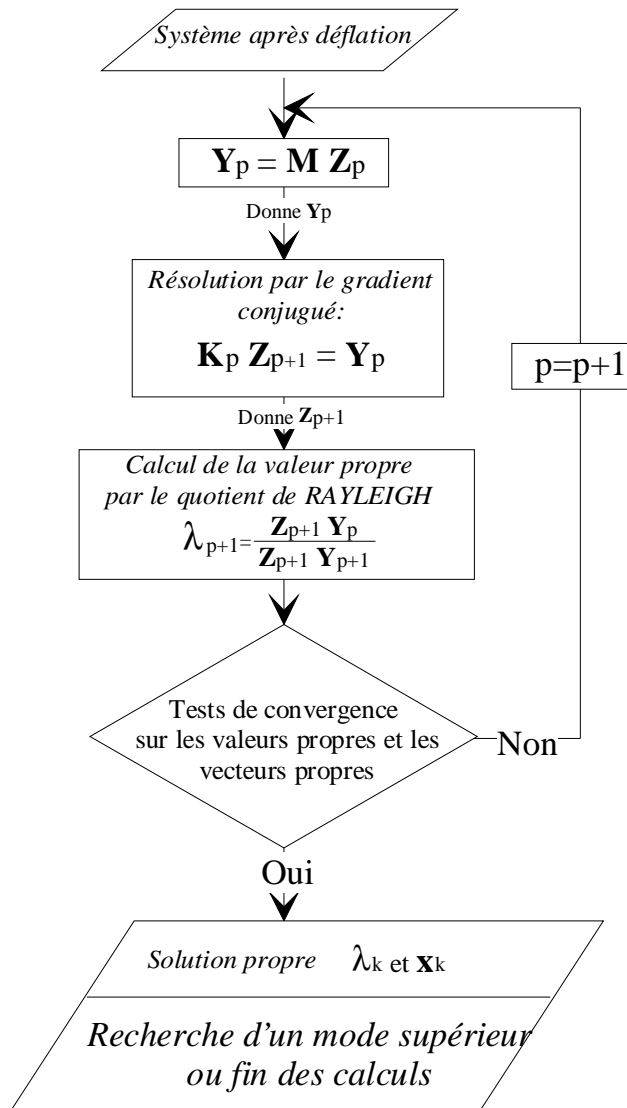 Système après déflation
Yp = M Zp
Donne Yp
Résolution par le gradient
conjugué:
Kp Zp+1 = Yp
p=p+1
Donne Zp+1
Calcul de la valeur propre
par le quotient de RAYLEIGH
λp+1= Zp+1 Yp
Zp+1 Yp+1
Tests de convergence
sur les valeurs propres et les
vecteurs propres
Non
Oui
Solution propre λk et xk
Recherche d'un mode supérieur
ou fin des calculs